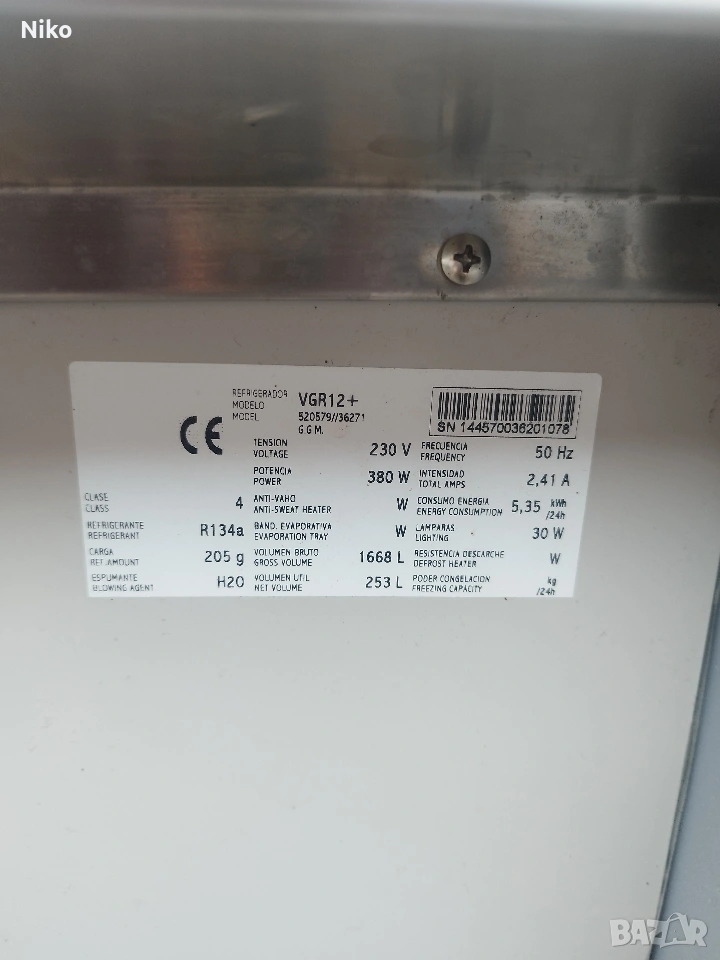 Niko
REFRIGERADOR
MODELO
MODEL
VGR12+
520579//36271
G.G.M.
SN 144570036201078
CE
TENSION
VOLTAGE
230 V
FRECUENCIA
FREQUENCY
50 Hz
POTENCIA
POWER
380 W
INTENSIDAD
TOTAL AMPS
2,41 A
CLASE
CLASS
4
ANTI-VAHO
ANTI-SWEAT HEATER
W
CONSUMO ENERGIA
ENERGY CONSUMPTION
5,35 kWh
/24h
REFRIGERANTE
REFRIGERANT
R134a
BAND. EVAPORATIVA
EVAPORATION TRAY
W
LAMPARAS
LIGHTING
30 W
CARGA
REF.AMOUNT
205 g
VOLUMEN BRUTO
GROSS VOLUME
1668 L
RESISTENCIA DESCARCHE
DEFROST HEATER
W
ESPUMANTE
BLOWING AGENT
H2O
VOLUMEN UTIL
NET VOLUME
253 L
PODER CONGELACION
FREEZING CAPACITY
kg
/24h
BAZAR